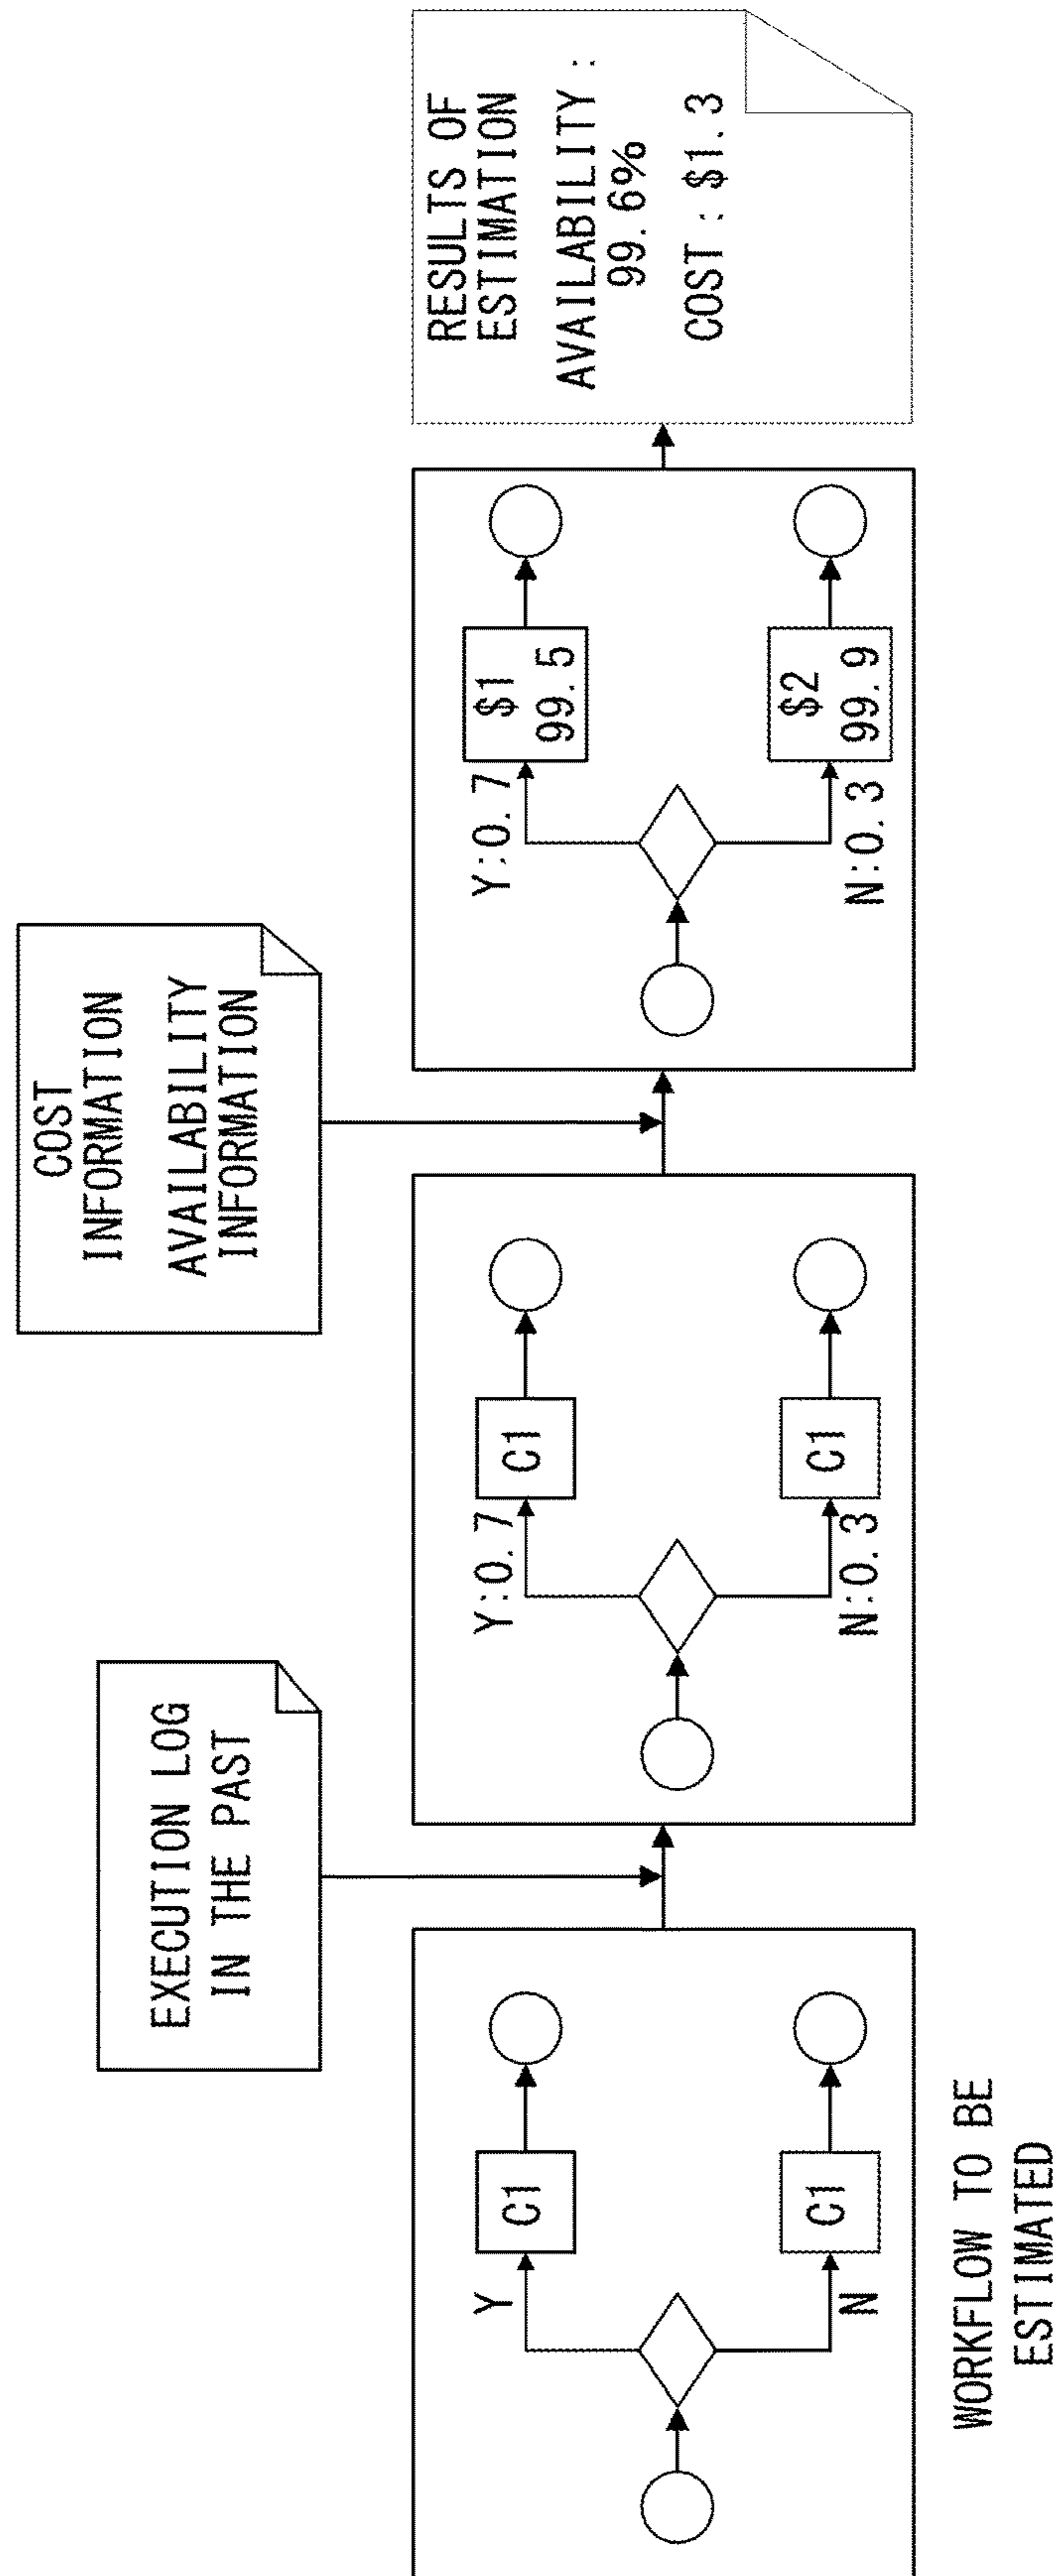 EXECUTION LOG
IN THE PAST
COST
INFORMATION
AVAILABILITY
INFORMATION
Y
C1
N
C1
WORKFLOW TO BE
ESTIMATED
Y:0.7
C1
N:0.3
C1
Y:0.7
$1
99.5
N:0.3
$2
99.9
RESULTS OF
ESTIMATION
AVAILABILITY:
99.6%
COST:$1.3